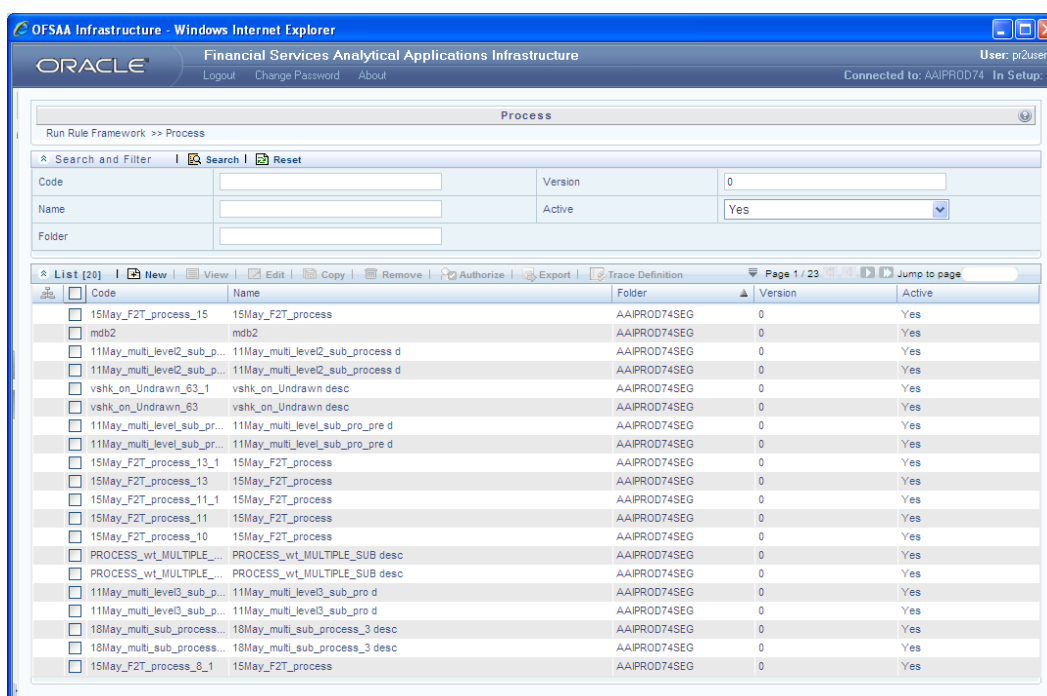 OFSAA Infrastructure - Windows Internet Explorer
ORACLE
Financial Services Analytical Applications Infrastructure
User: pr2user
Logout Change Password About
Connected to: AAIPROD74 In Setup:
Process
Run Rule Framework >> Process
Search and Filter | Search | Reset
Code Version 0
Name Active Yes
Folder
List [20] | New | View | Edit | Copy | Remove | Authorize | Export | Trace Definition Page 1 / 23 Jump to page
Code Name Folder Version Active
15May_F2T_process_15 15May_F2T_process AAIPROD74SEG 0 Yes
mdb2 mdb2 AAIPROD74SEG 0 Yes
11May_multi_level2_sub_p... 11May_multi_level2_sub_process d AAIPROD74SEG 0 Yes
11May_multi_level2_sub_p... 11May_multi_level2_sub_process d AAIPROD74SEG 0 Yes
vshk_on_Undrawn_63_1 vshk_on_Undrawn desc AAIPROD74SEG 0 Yes
vshk_on_Undrawn_63 vshk_on_Undrawn desc AAIPROD74SEG 0 Yes
11May_multi_level_sub_pr... 11May_multi_level_sub_pro_pre d AAIPROD74SEG 0 Yes
11May_multi_level_sub_pr... 11May_multi_level_sub_pro_pre d AAIPROD74SEG 0 Yes
15May_F2T_process_13_1 15May_F2T_process AAIPROD74SEG 0 Yes
15May_F2T_process_13 15May_F2T_process AAIPROD74SEG 0 Yes
15May_F2T_process_11_1 15May_F2T_process AAIPROD74SEG 0 Yes
15May_F2T_process_11 15May_F2T_process AAIPROD74SEG 0 Yes
15May_F2T_process_10 15May_F2T_process AAIPROD74SEG 0 Yes
PROCESS_wt_MULTIPLE_... PROCESS_wt_MULTIPLE_SUB desc AAIPROD74SEG 0 Yes
PROCESS_wt_MULTIPLE_... PROCESS_wt_MULTIPLE_SUB desc AAIPROD74SEG 0 Yes
11May_multi_level3_sub_p... 11May_multi_level3_sub_pro d AAIPROD74SEG 0 Yes
11May_multi_level3_sub_p... 11May_multi_level3_sub_pro d AAIPROD74SEG 0 Yes
18May_multi_sub_process... 18May_multi_sub_process_3 desc AAIPROD74SEG 0 Yes
18May_multi_sub_process... 18May_multi_sub_process_3 desc AAIPROD74SEG 0 Yes
15May_F2T_process_8_1 15May_F2T_process AAIPROD74SEG 0 Yes